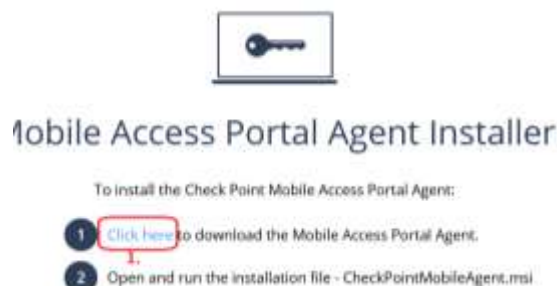 Mobile Access Portal Agent Installer
To install the Check Point Mobile Access Portal Agent:
1 Click here to download the Mobile Access Portal Agent.
1.
2 Open and run the installation file - CheckPointMobileAgent.msi